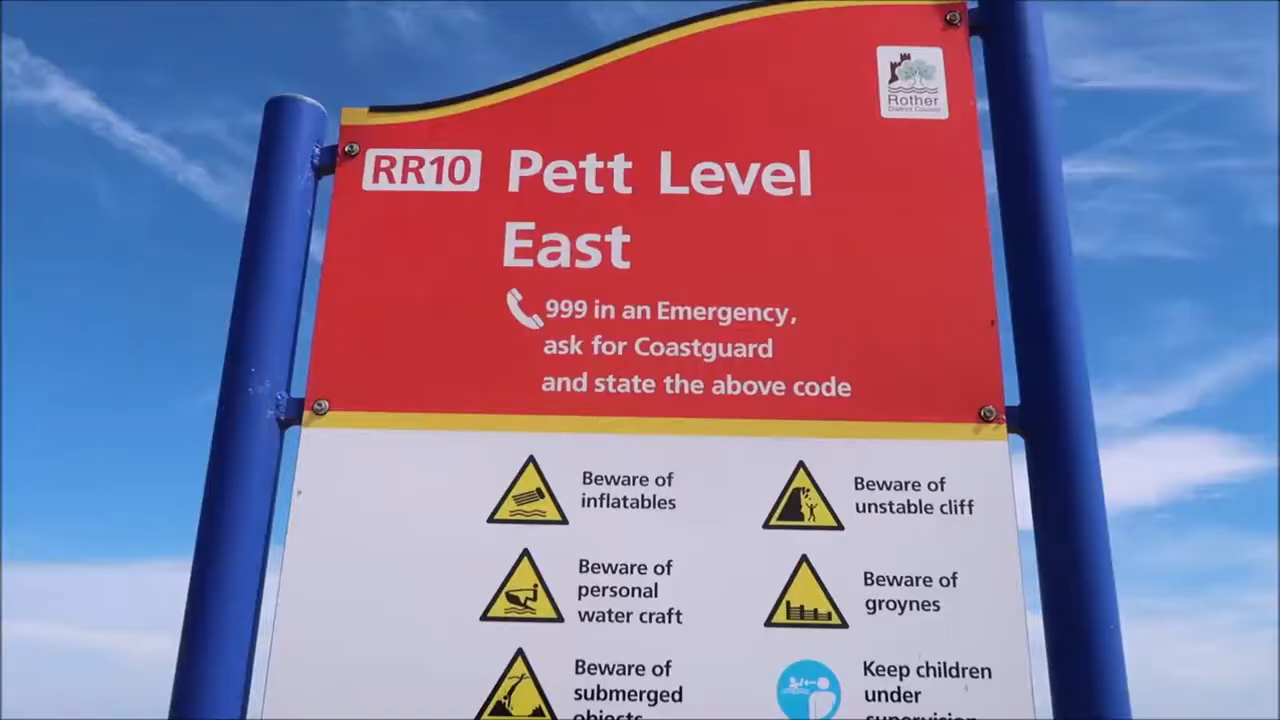 Rother
District Council
RR10 Pett Level
East
999 in an Emergency,
ask for Coastguard
and state the above code
Beware of
inflatables
Beware of
unstable cliff
Beware of
personal
water craft
Beware of
groynes
Beware of
submerged
objects
Keep children
under
supervision